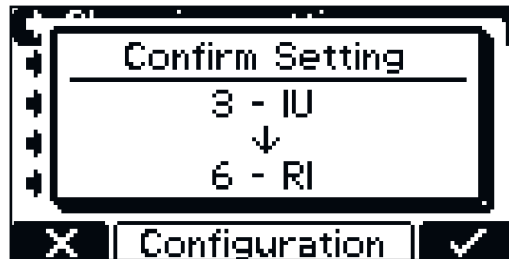 Confirm Setting
3 - IU
↓
6 - RI
Configuration